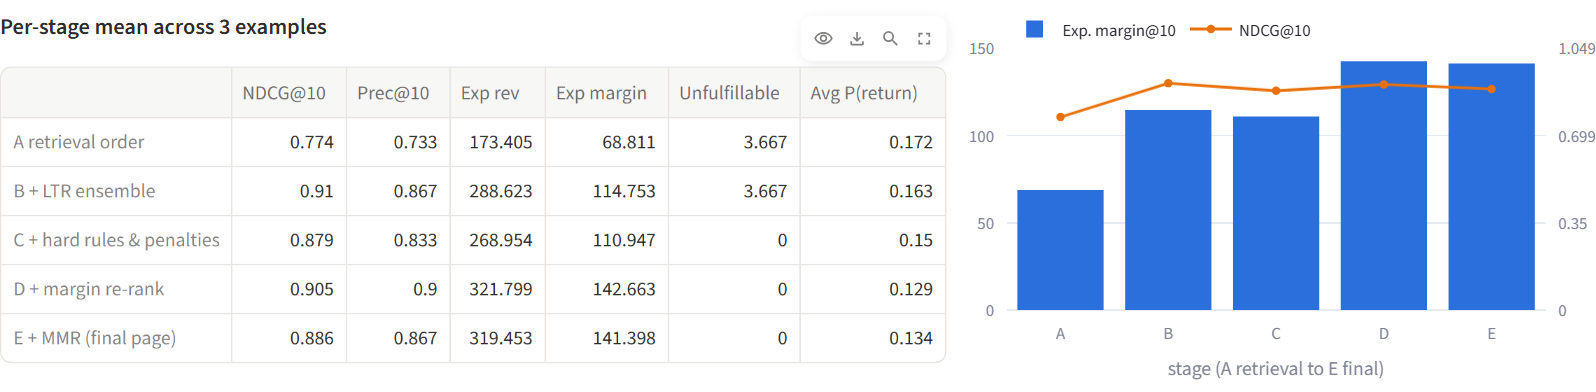 Per-stage mean across 3 examples
NDCG@10 Prec@10 Exp rev Exp margin Unfulfillable Avg P(return)
A retrieval order 0.774 0.733 173.405 68.811 3.667 0.172
B + LTR ensemble 0.91 0.867 288.623 114.753 3.667 0.163
C + hard rules & penalties 0.879 0.833 268.954 110.947 0 0.15
D + margin re-rank 0.905 0.9 321.799 142.663 0 0.129
E + MMR (final page) 0.886 0.867 319.453 141.398 0 0.134
Exp. margin@10 NDCG@10
150 1.049
100 0.699
50 0.35
0 0
A B C D E
stage (A retrieval to E final)